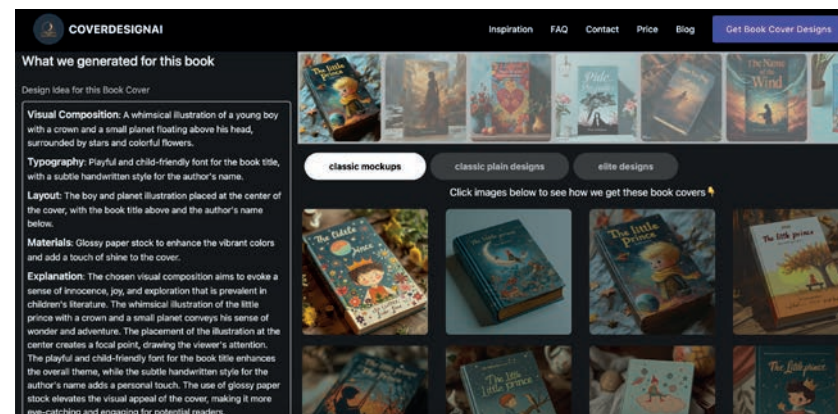 COVERDESIGNAI
Inspiration FAQ Contact Price Blog Get Book Cover Designs
What we generated for this book
Design Idea for this Book Cover
Visual Composition: A whimsical illustration of a young boy
with a crown and a small planet floating above his head,
surrounded by stars and colorful flowers.
Typography: Playful and child-friendly font for the book title,
with a subtle handwritten style for the author's name.
Layout: The boy and planet illustration placed at the center of
the cover, with the book title above and the author's name
below.
Materials: Glossy paper stock to enhance the vibrant colors
and add a touch of shine to the cover.
Explanation: The chosen visual composition aims to evoke a
sense of innocence, joy, and exploration that is prevalent in
children's literature. The whimsical illustration of the little
prince with a crown and a small planet conveys his sense of
wonder and adventure. The placement of the illustration at the
center creates a focal point, drawing the viewer's attention.
The playful and child-friendly font for the book title enhances
the overall theme, while the subtle handwritten style for the
author's name adds a personal touch. The use of glossy paper
stock elevates the visual appeal of the cover, making it more
eye-catching and engaging for potential readers.
The little
Prince
The Name
of the
Wind
classic mockups classic plain designs elite designs
Click images below to see how we get these book covers👇
The little prince
The little
Prince
The little prince
The little
Little prince
The little prince